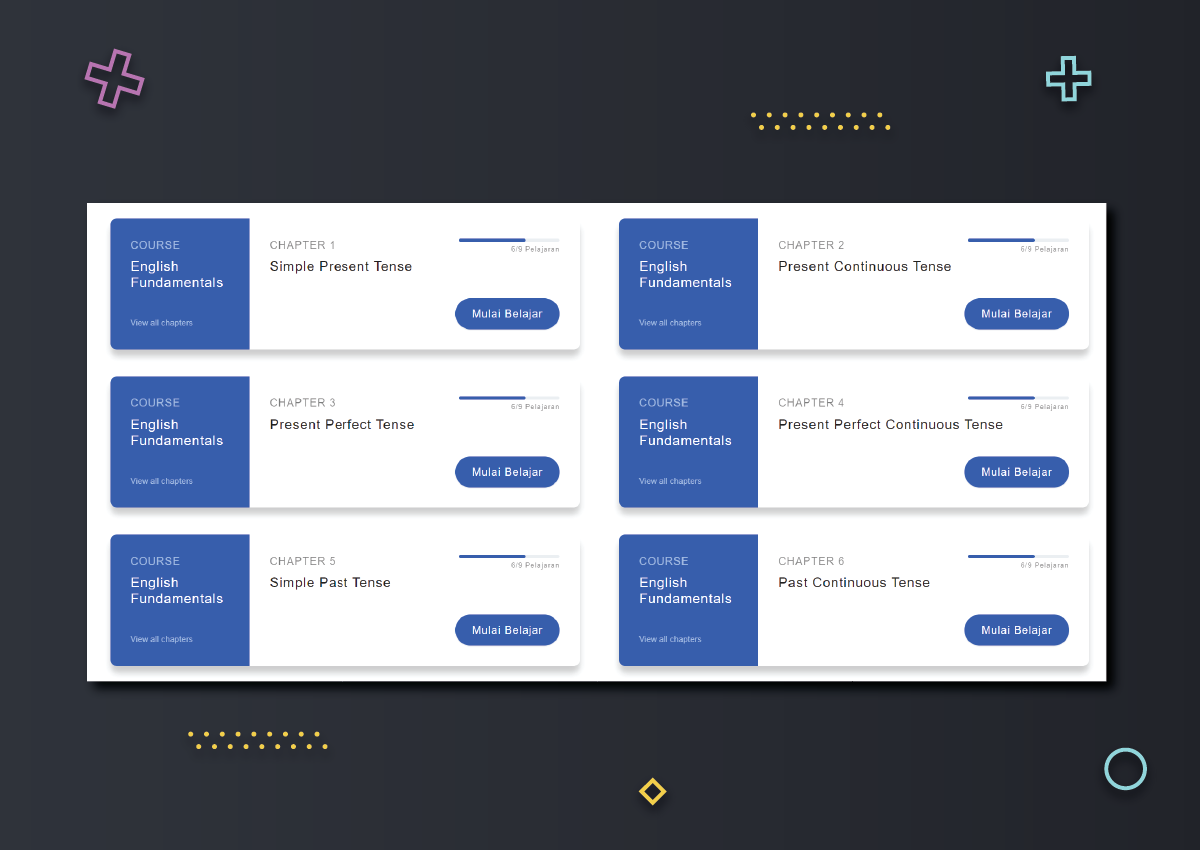 COURSE
English
Fundamentals
View all chapters
CHAPTER 1
Simple Present Tense
6/9 Pelajaran
Mulai Belajar
COURSE
English
Fundamentals
View all chapters
CHAPTER 2
Present Continuous Tense
6/9 Pelajaran
Mulai Belajar
COURSE
English
Fundamentals
View all chapters
CHAPTER 3
Present Perfect Tense
6/9 Pelajaran
Mulai Belajar
COURSE
English
Fundamentals
View all chapters
CHAPTER 4
Present Perfect Continuous Tense
6/9 Pelajaran
Mulai Belajar
COURSE
English
Fundamentals
View all chapters
CHAPTER 5
Simple Past Tense
6/9 Pelajaran
Mulai Belajar
COURSE
English
Fundamentals
View all chapters
CHAPTER 6
Past Continuous Tense
6/9 Pelajaran
Mulai Belajar